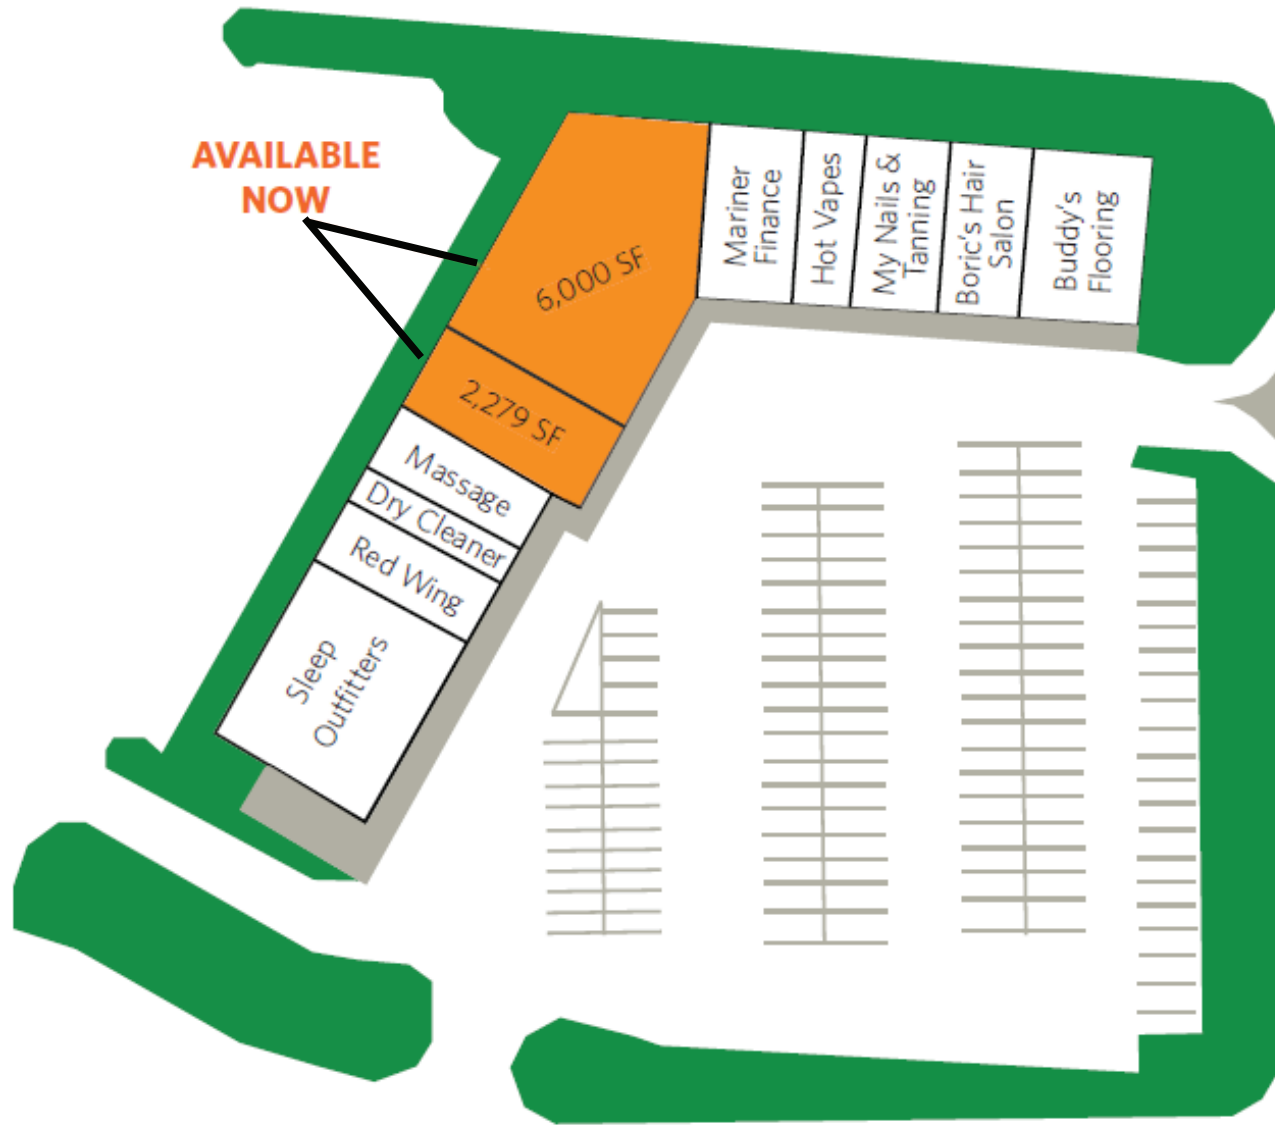 AVAILABLE
NOW
6,000 SF
2,279 SF
Mariner
Finance
Hot Vapes
My Nails &
Tanning
Boric's Hair
Salon
Buddy's
Flooring
Massage
Dry Cleaner
Red Wing
Sleep
Outfitters